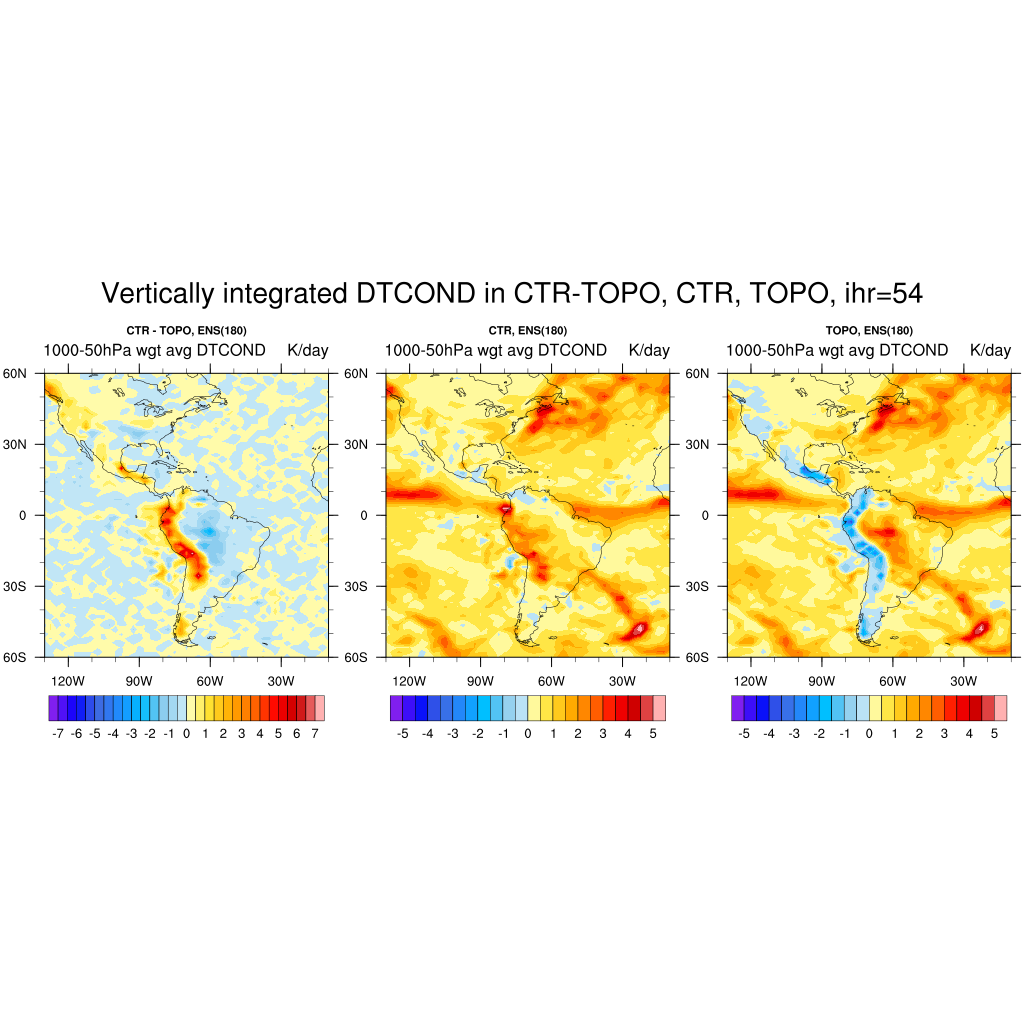 Vertically integrated DTCOND in CTR-TOPO, CTR, TOPO, ihr=54
CTR - TOPO, ENS(180)
1000-50hPa wgt avg DTCOND K/day
60N
30N
0
30S
60S
120W 90W 60W 30W
-7 -6 -5 -4 -3 -2 -1 0 1 2 3 4 5 6 7
CTR, ENS(180)
1000-50hPa wgt avg DTCOND K/day
60N
30N
0
30S
60S
120W 90W 60W 30W
-5 -4 -3 -2 -1 0 1 2 3 4 5
TOPO, ENS(180)
1000-50hPa wgt avg DTCOND K/day
60N
30N
0
30S
60S
120W 90W 60W 30W
-5 -4 -3 -2 -1 0 1 2 3 4 5